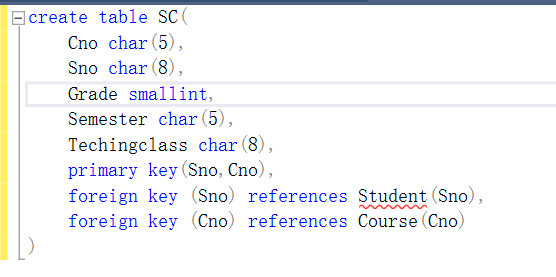 create table SC(
Cno char(5),
Sno char(8),
Grade smallint,
Semester char(5),
Techingclass char(8),
primary key(Sno,Cno),
foreign key (Sno) references Student(Sno),
foreign key (Cno) references Course(Cno)
)